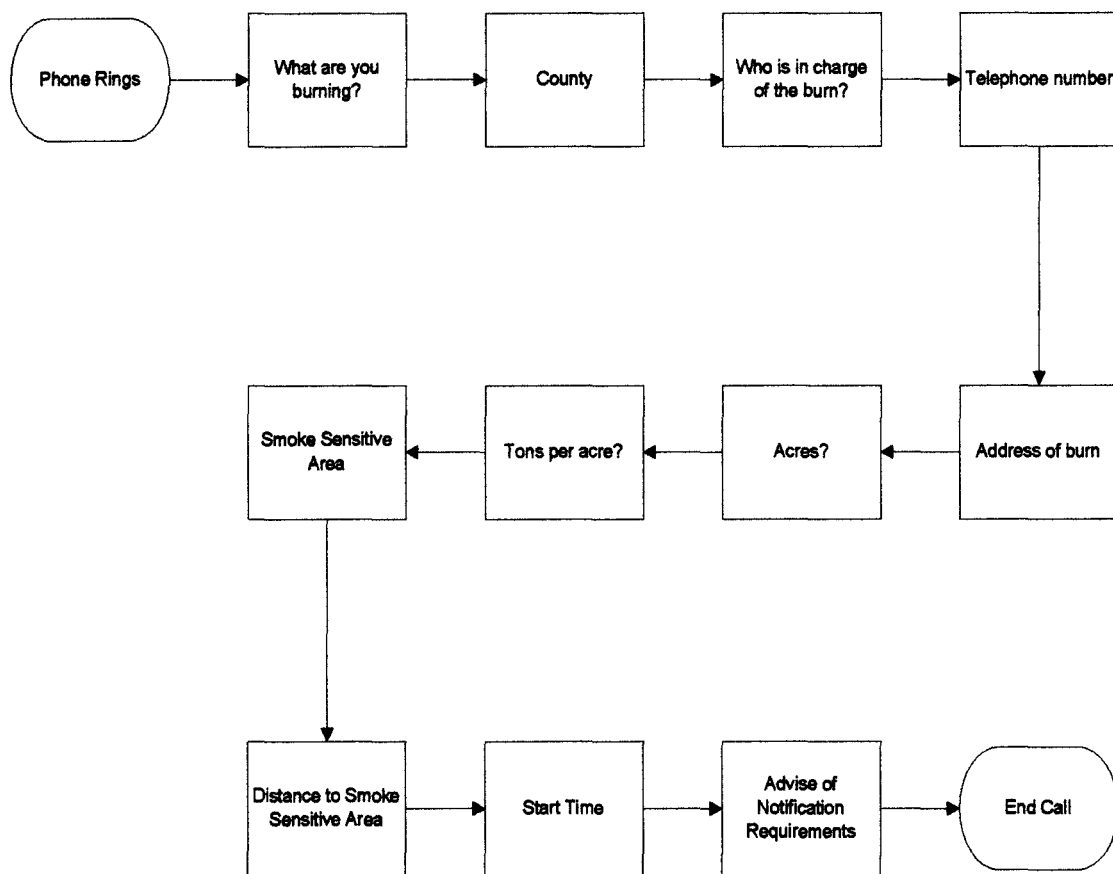 Phone Rings
What are you
burning?
County
Who is in charge
of the burn?
Telephone number
Smoke Sensitive
Area
Tons per acre?
Acres?
Address of burn
Distance to Smoke
Sensitive Area
Start Time
Advise of
Notification
Requirements
End Call